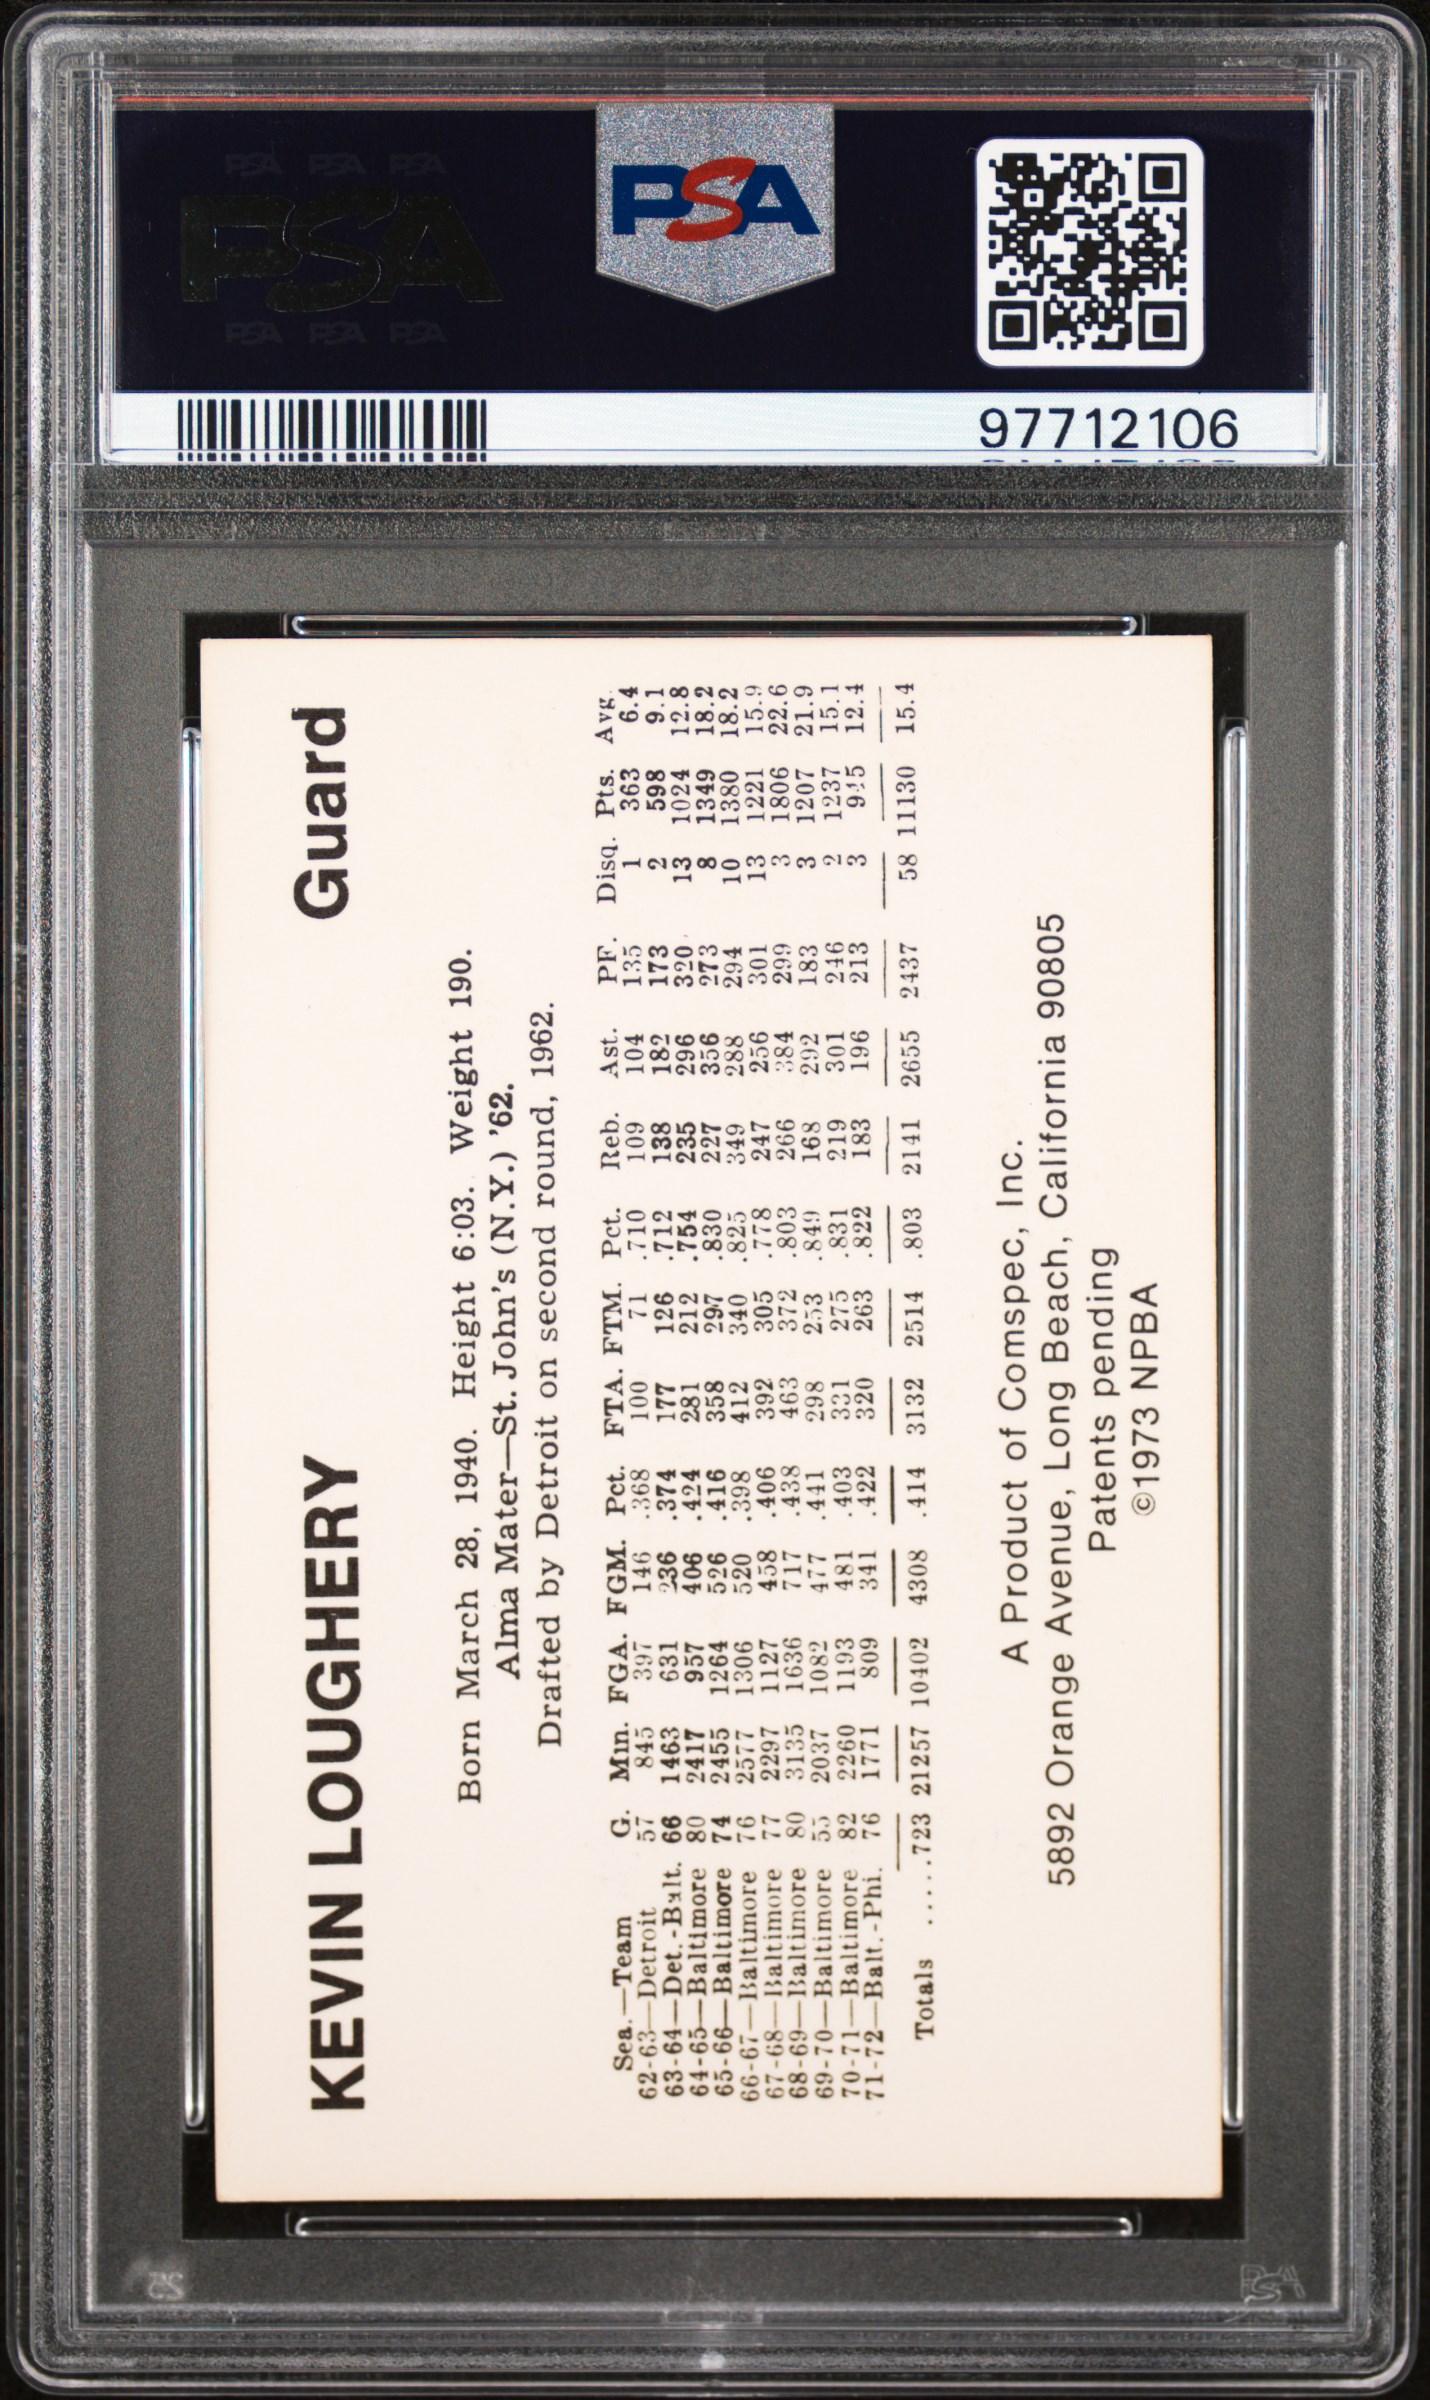 PSA PSA PSA
PSA
PSA PSA PSA
PSA
97712106
KEVIN LOUGHERY Guard
Born March 28, 1940. Height 6:03. Weight 190.
Alma Mater—St. John's (N.Y.) '62.
Drafted by Detroit on second round, 1962.
Sea.—Team G. Min. FGA. FGM. Pct. FTA. FTM. Pct. Reb. Ast. PF. Disq. Pts. Avg.
62-63—Detroit 57 845 397 146 .368 100 71 .710 109 104 135 1 363 6.4
63-64—Det.-Balt. 66 1463 631 236 .374 177 126 .712 138 182 173 2 598 9.1
64-65—Baltimore 80 2417 957 406 .424 281 212 .754 235 296 320 13 1024 12.8
65-66—Baltimore 74 2455 1264 526 .416 358 297 .830 227 356 273 8 1349 18.2
66-67—Baltimore 76 2577 1306 520 .398 412 340 .825 349 288 294 10 1380 18.2
67-68—Baltimore 77 2297 1127 458 .406 392 305 .778 247 256 301 13 1221 15.9
68-69—Baltimore 80 3135 1636 717 .438 463 372 .803 266 384 299 3 1806 22.6
69-70—Baltimore 55 2037 1082 477 .441 298 253 .849 168 292 183 3 1207 21.9
70-71—Baltimore 82 2260 1193 481 .403 331 275 .831 219 301 246 2 1237 15.1
71-72—Balt.-Phi. 76 1771 809 341 .422 320 263 .822 183 196 213 3 945 12.4
Totals .....723 21257 10402 4308 .414 3132 2514 .803 2141 2655 2437 58 11130 15.4
A Product of Comspec, Inc.
5892 Orange Avenue, Long Beach, California 90805
Patents pending
©1973 NPBA
PSA